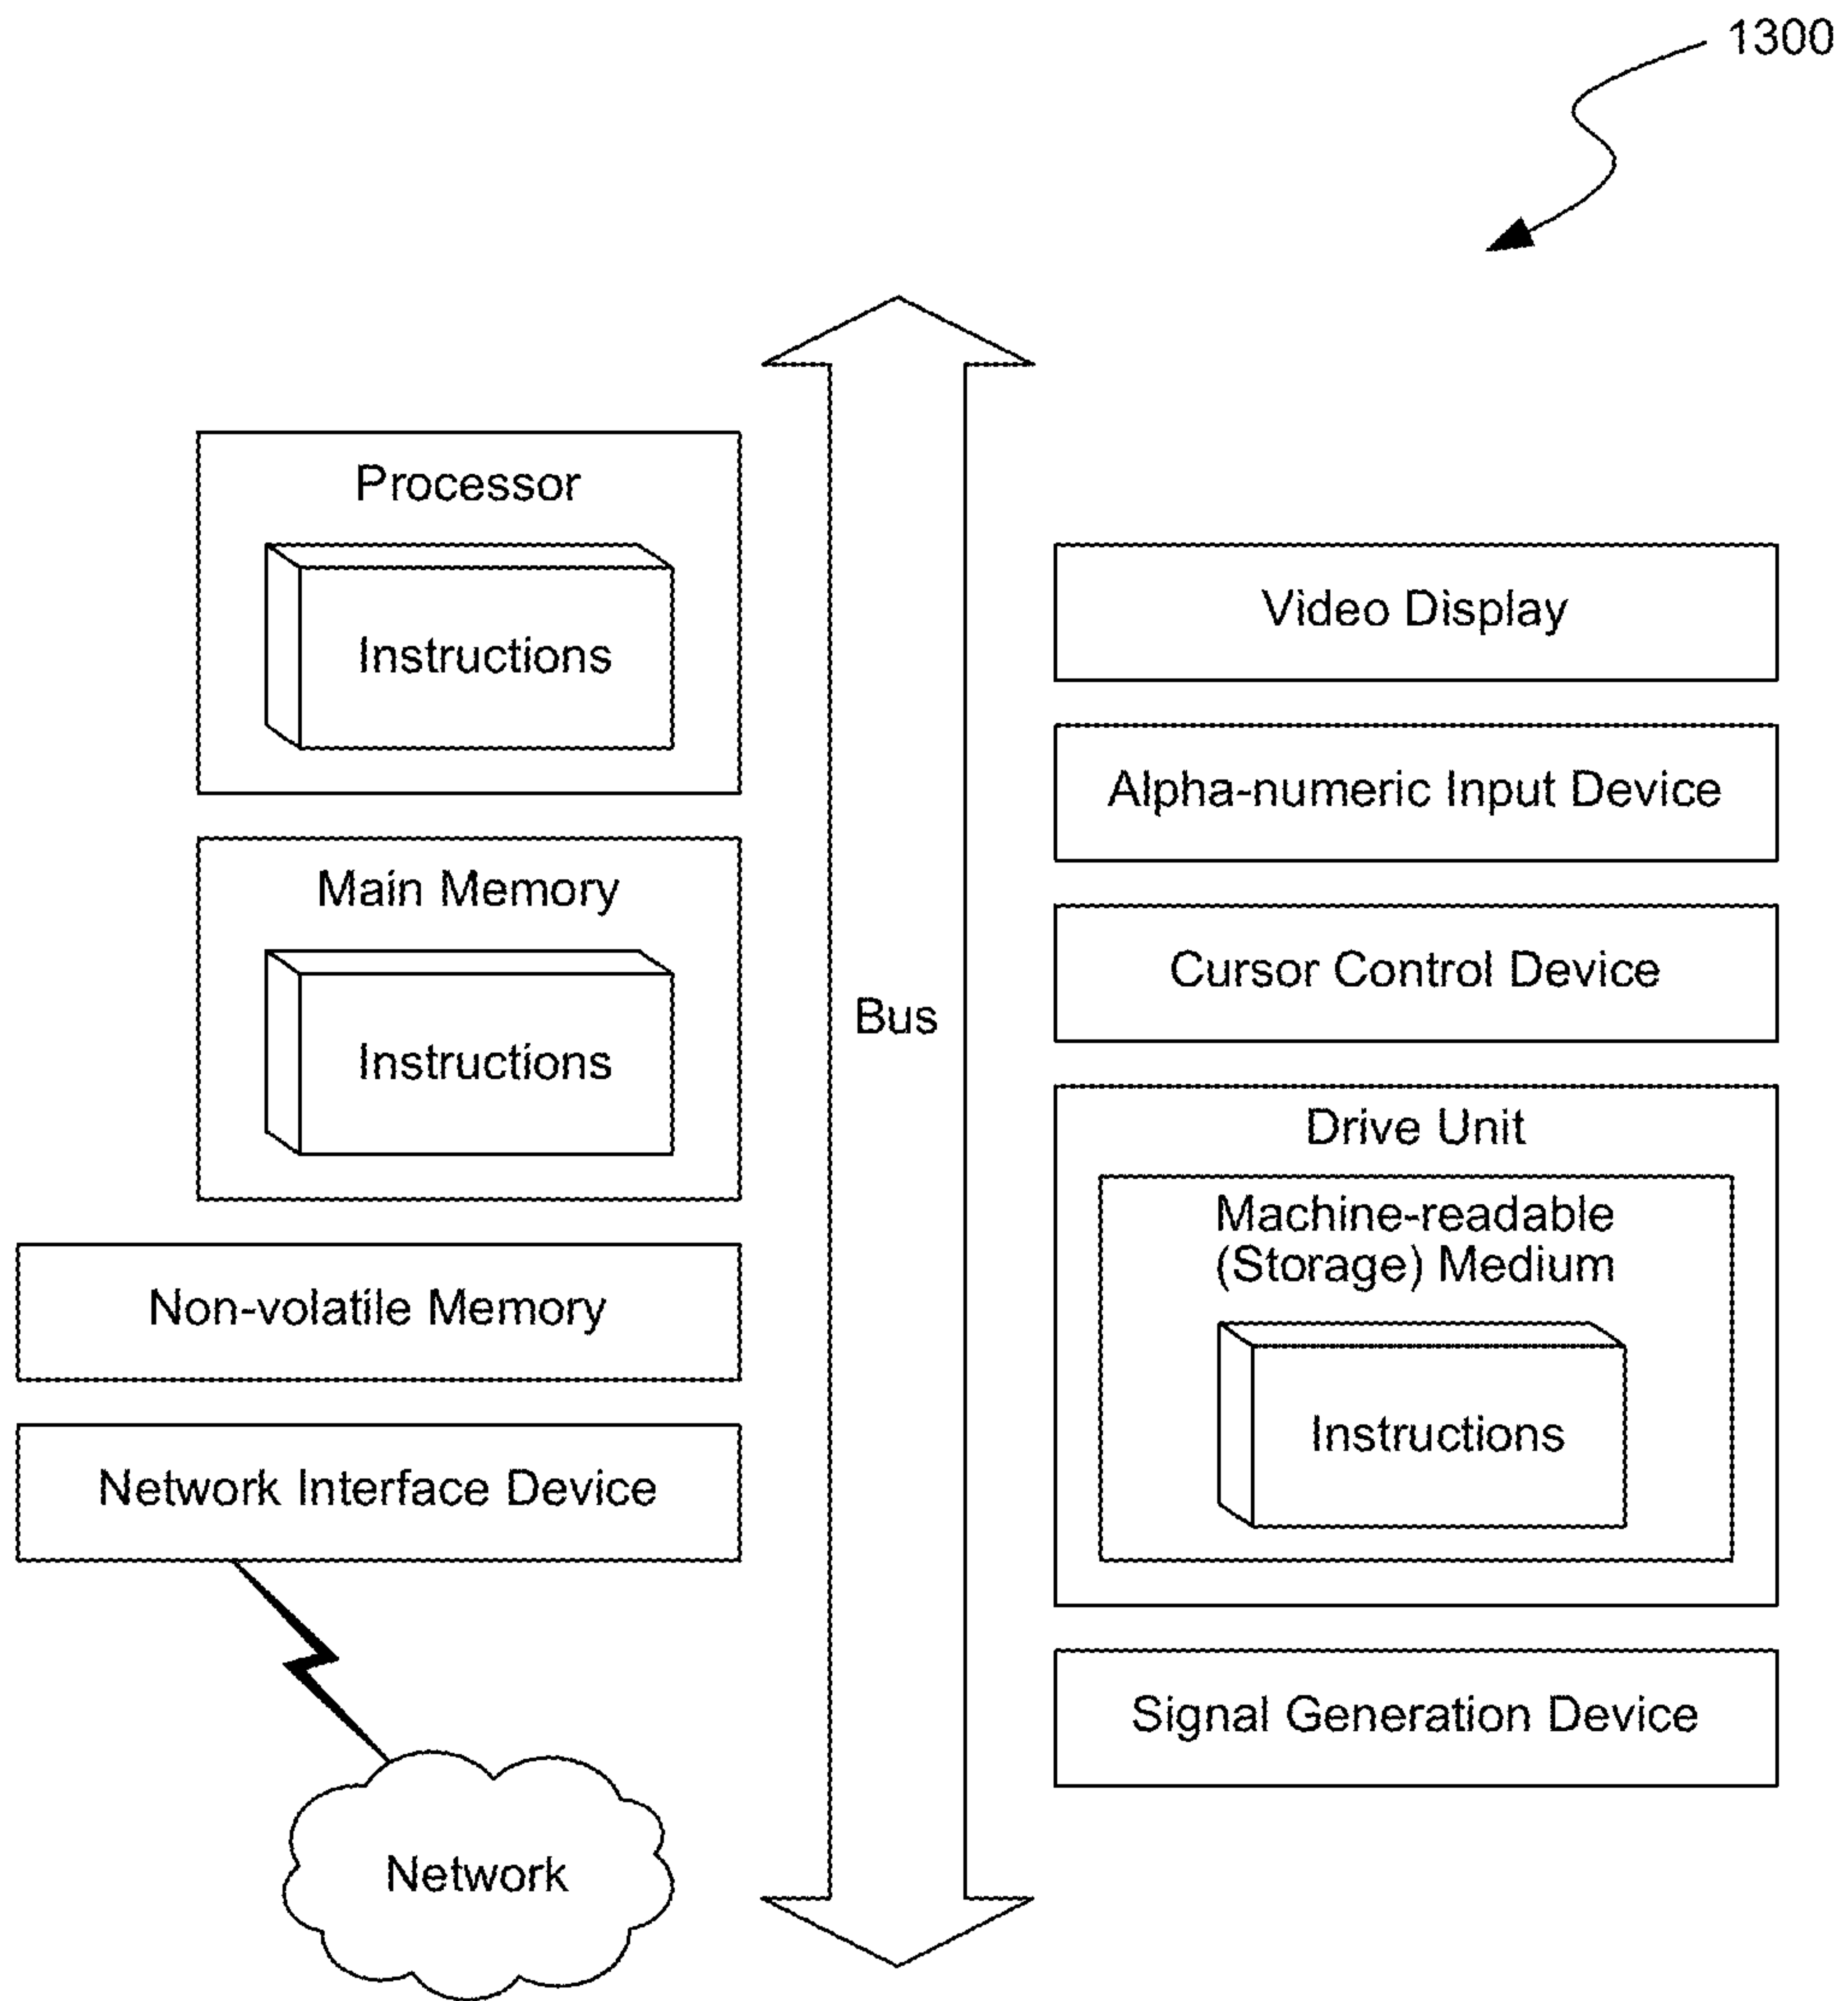 1300
Processor
Instructions
Main Memory
Instructions
Non-volatile Memory
Network Interface Device
Network
Bus
Video Display
Alpha-numeric Input Device
Cursor Control Device
Drive Unit
Machine-readable
(Storage) Medium
Instructions
Signal Generation Device